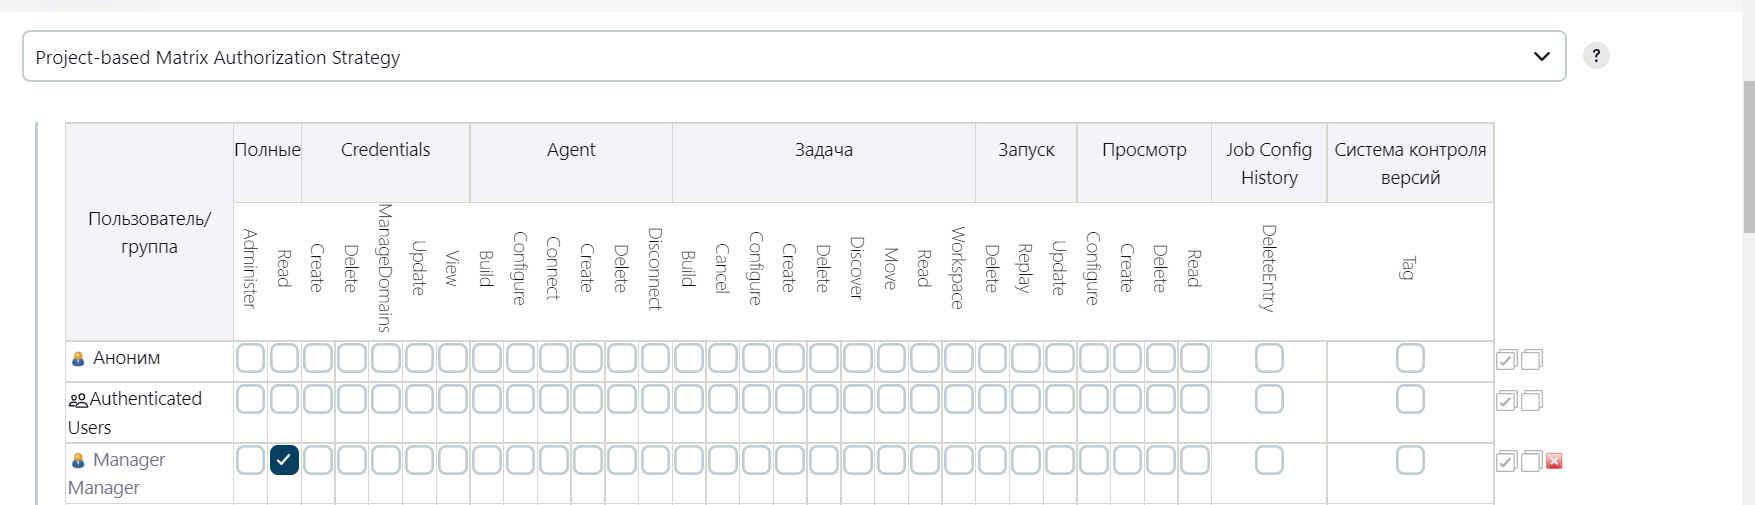 Project-based Matrix Authorization Strategy
?
Пользователь/
группа
Полные
Credentials
Agent
Задача
Запуск
Просмотр
Job Config
History
Система контроля
версий
Administer
Read
Create
Delete
ManageDomains
Update
View
Build
Configure
Connect
Create
Delete
Disconnect
Build
Cancel
Configure
Create
Delete
Discover
Move
Read
Workspace
Delete
Replay
Update
Configure
Create
Delete
Read
DeleteEntry
Tag
Аноним
Authenticated
Users
Manager
Manager